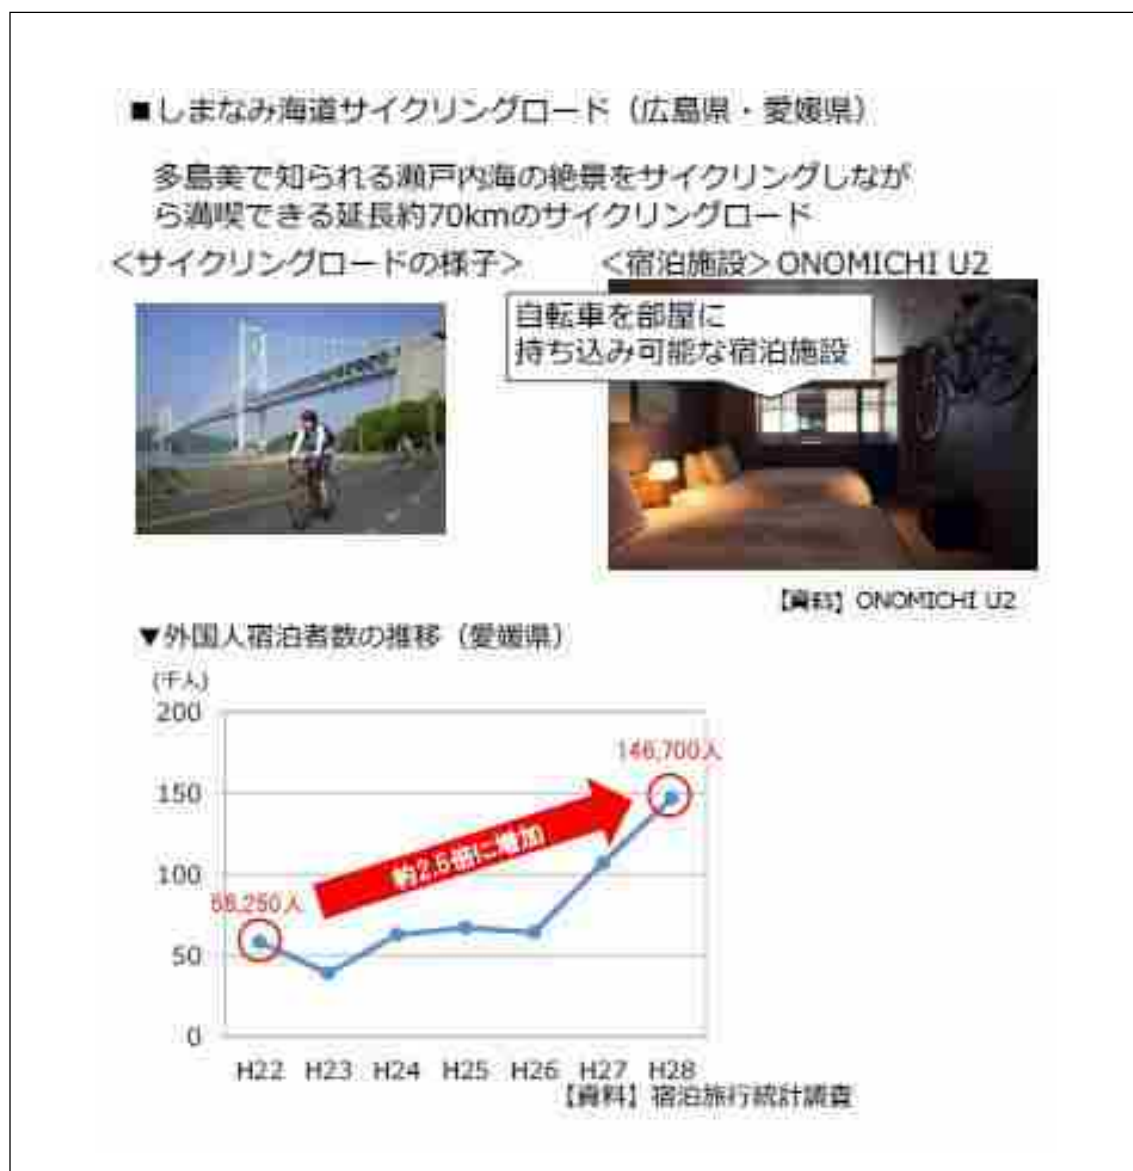 ■しまなみ海道サイクリングロード（広島県・愛媛県）
多島美で知られる瀬戸内海の絶景をサイクリングしなが
ら満喫できる延長約70kmのサイクリングロード
＜サイクリングロードの様子＞
＜宿泊施設＞ONOMICHI U2
自転車を部屋に
持ち込み可能な宿泊施設
【資料】ONOMICHI U2
▼外国人宿泊者数の推移（愛媛県）
(千人)
200
150
100
50
0
146,700人
約2.5倍に増加
58,250人
H22 H23 H24 H25 H26 H27 H28
【資料】宿泊旅行統計調査